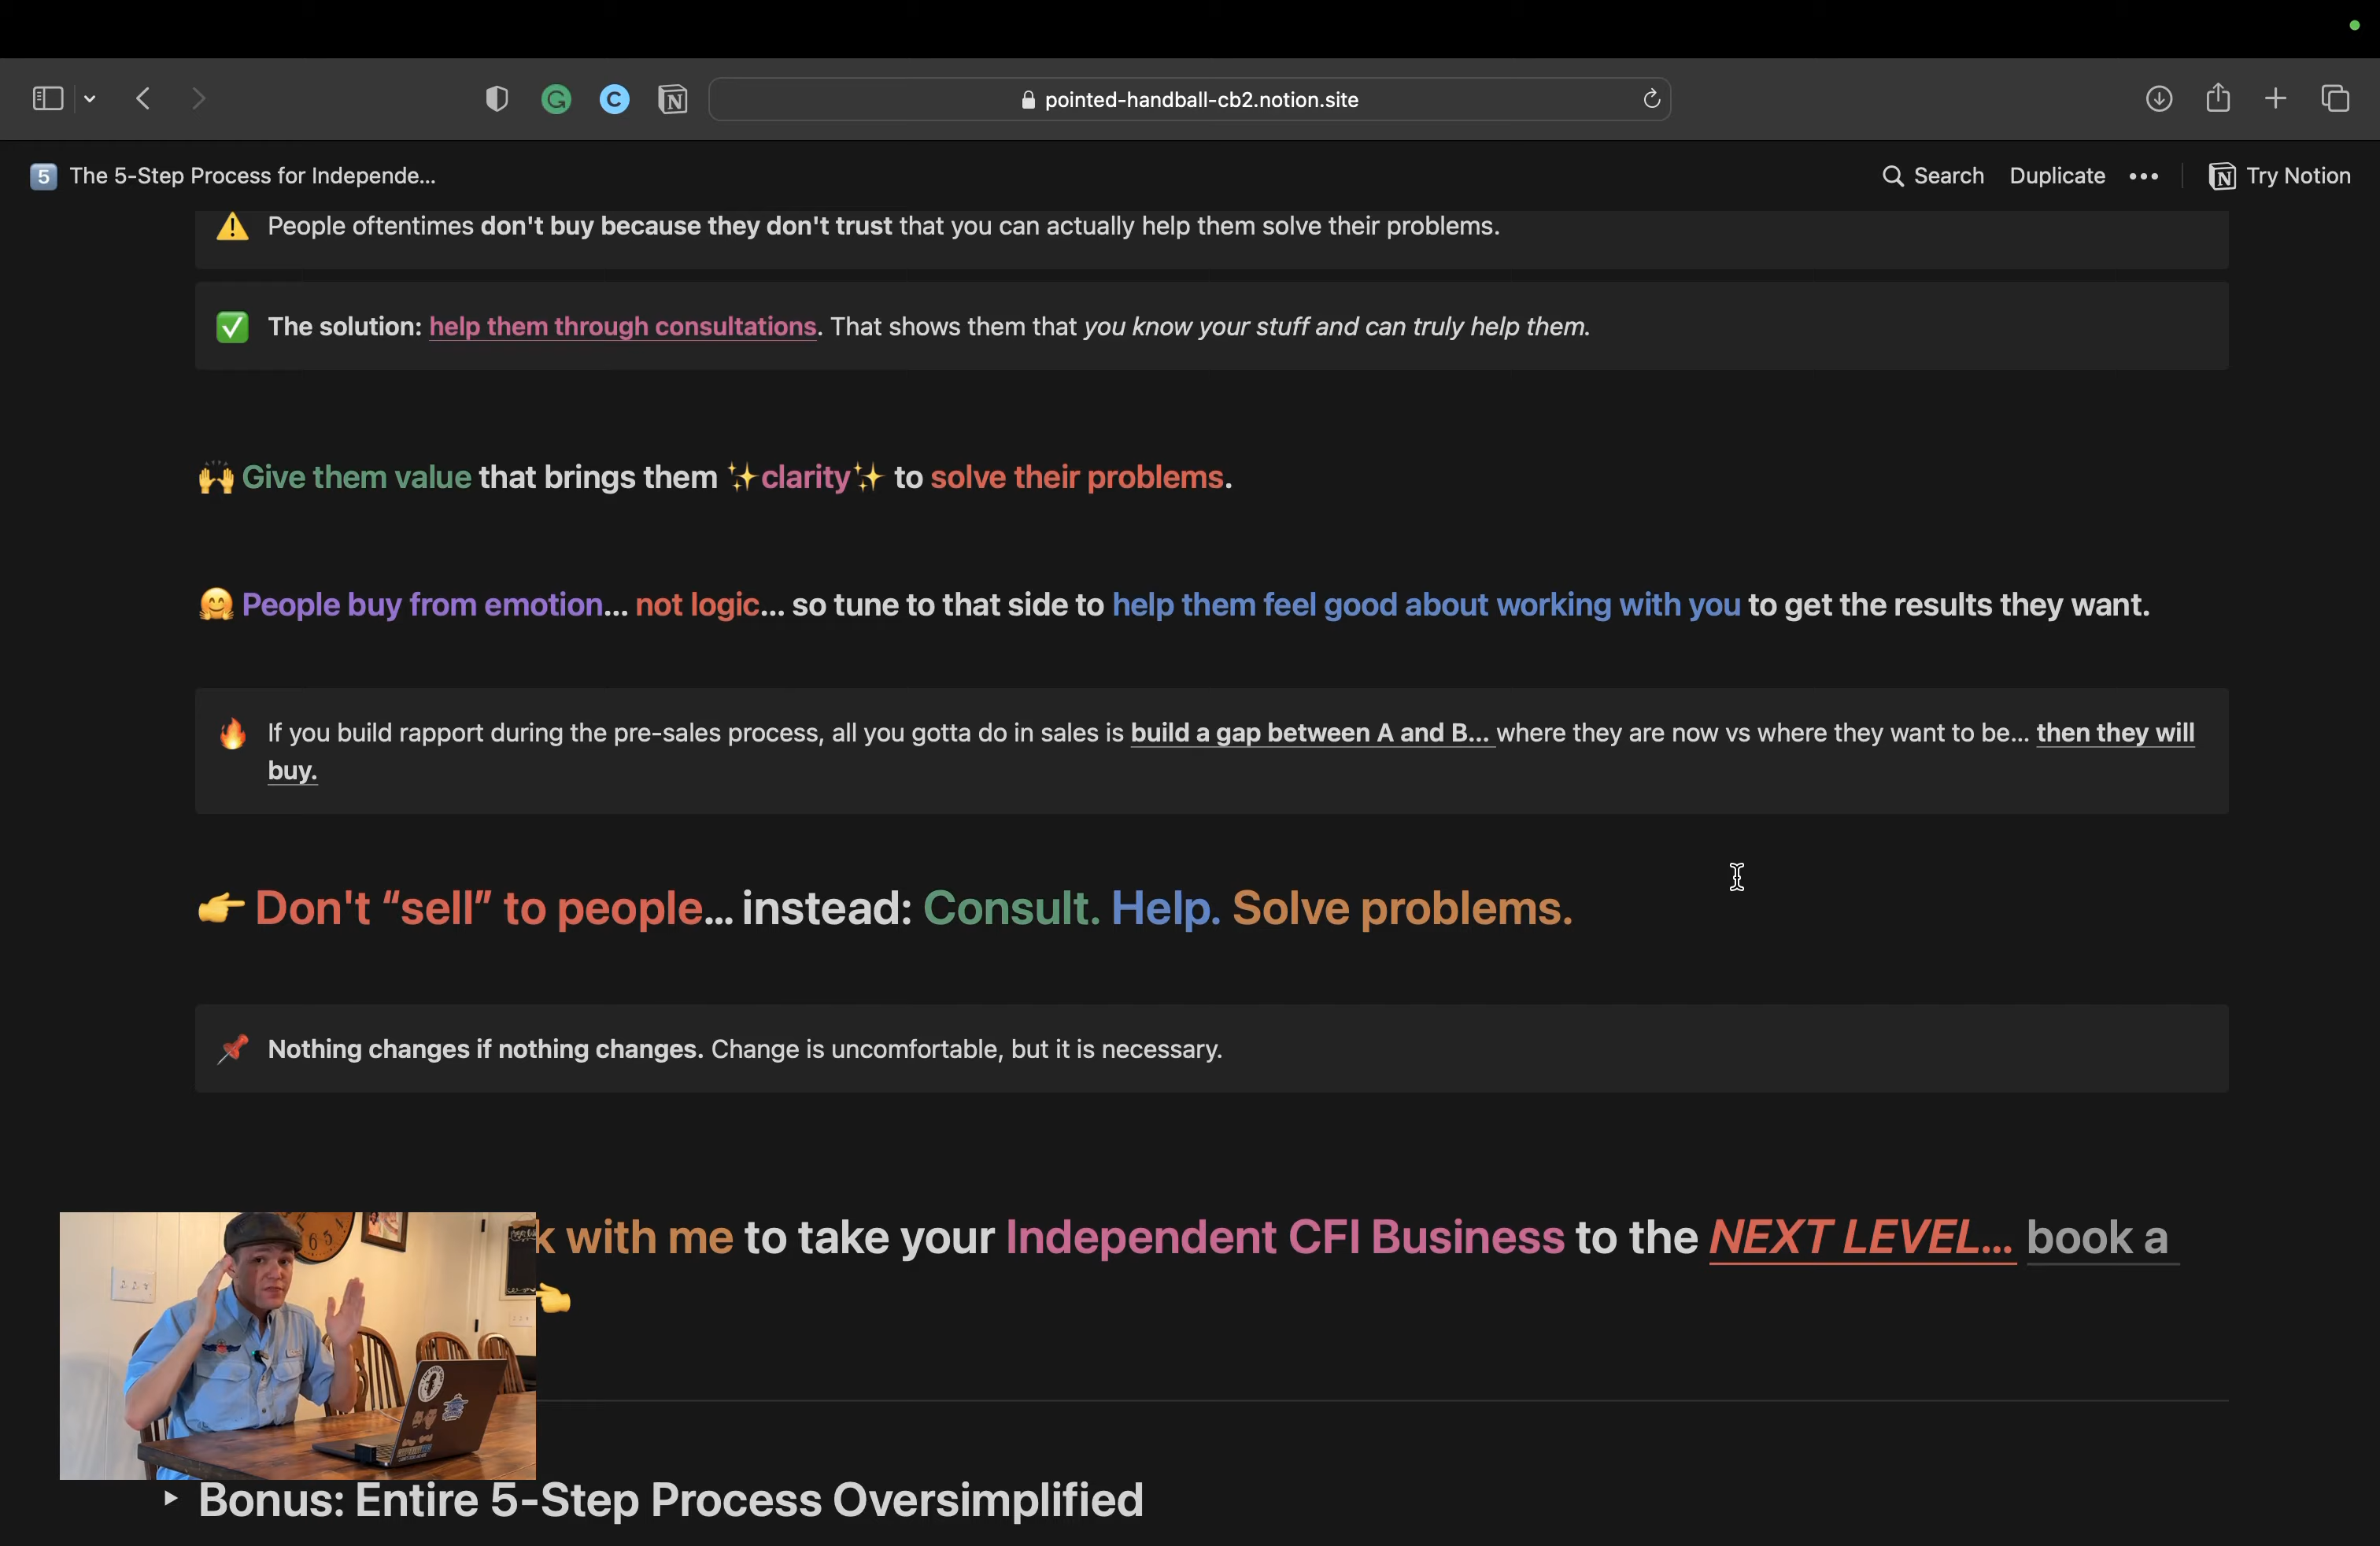 pointed-handball-cb2.notion.site
5 The 5-Step Process for Independe...
Search Duplicate ••• Try Notion
⚠️ People oftentimes don't buy because they don't trust that you can actually help them solve their problems.
✅ The solution: help them through consultations. That shows them that you know your stuff and can truly help them.
🙌 Give them value that brings them ✨clarity✨ to solve their problems.
🤗 People buy from emotion... not logic... so tune to that side to help them feel good about working with you to get the results they want.
🔥 If you build rapport during the pre-sales process, all you gotta do in sales is build a gap between A and B... where they are now vs where they want to be... then they will
buy.
👉 Don't “sell” to people... instead: Consult. Help. Solve problems.
📌 Nothing changes if nothing changes. Change is uncomfortable, but it is necessary.
k with me to take your Independent CFI Business to the NEXT LEVEL... book a
👈
Bonus: Entire 5-Step Process Oversimplified